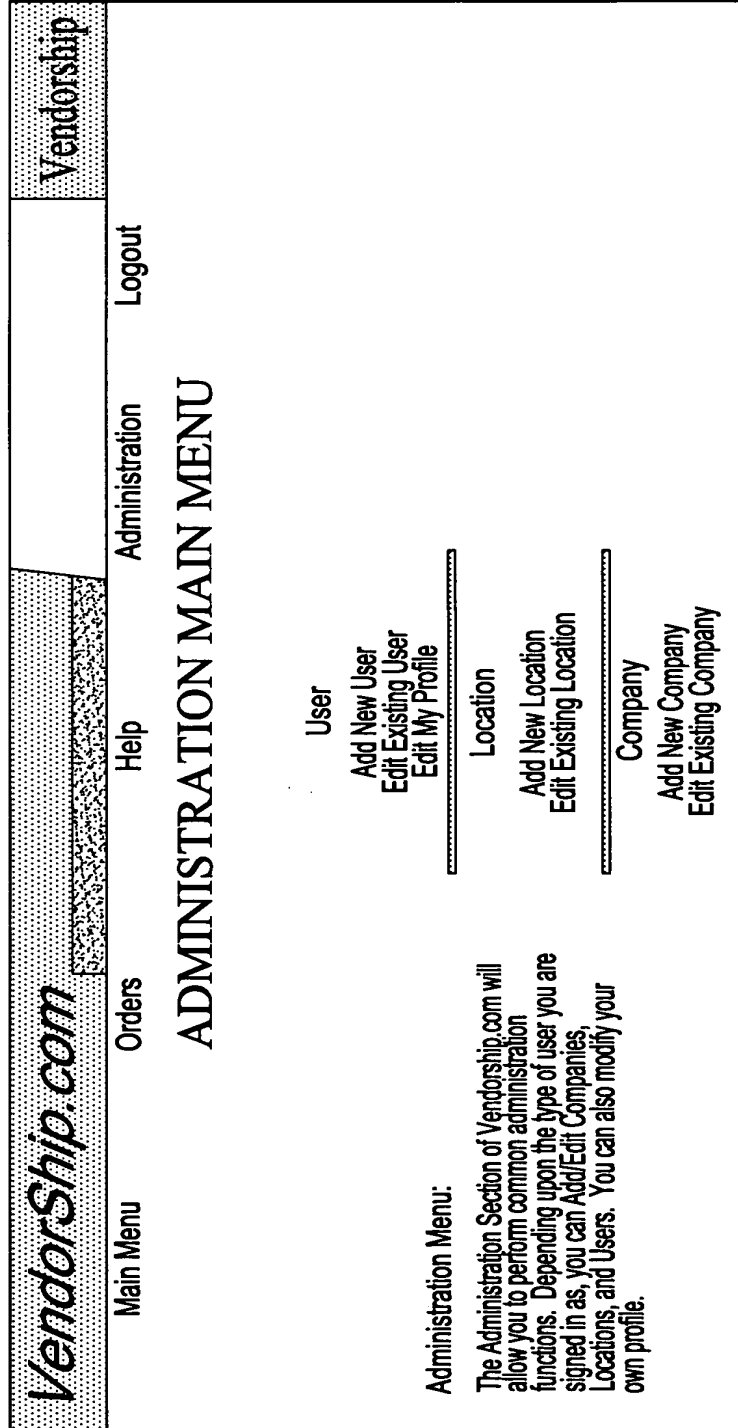 VendorShip.com
Vendorship
Main Menu Orders Help Administration Logout
ADMINISTRATION MAIN MENU
Administration Menu:
The Administration Section of Vendorship.com will
allow you to perform common administration
functions. Depending upon the type of user you are
signed in as, you can Add/Edit Companies,
Locations, and Users. You can also modify your
own profile.
User
Add New User
Edit Existing User
Edit My Profile
Location
Add New Location
Edit Existing Location
Company
Add New Company
Edit Existing Company